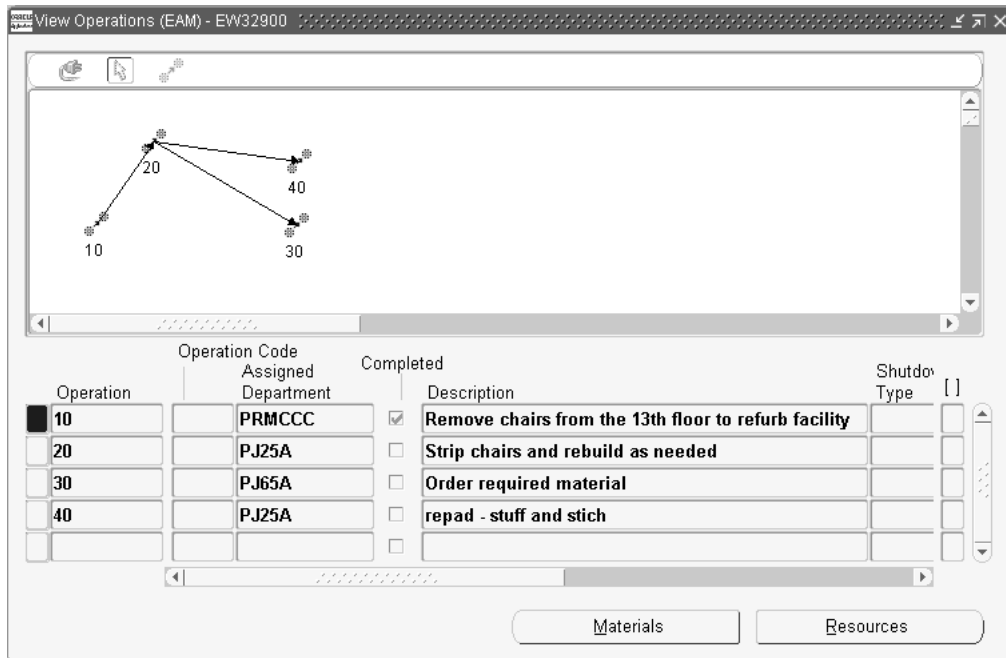 View Operations (EAM) - EW32900
20
40
10
30
Operation Code
Assigned Completed Shutdov
Operation Department Description Type [ ]
10 PRMCCC Remove chairs from the 13th floor to refurb facility
20 PJ25A Strip chairs and rebuild as needed
30 PJ65A Order required material
40 PJ25A repad - stuff and stich
Materials Resources